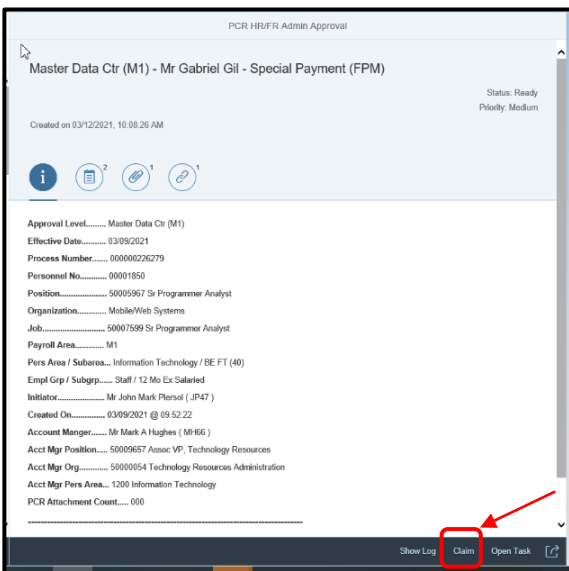 PCR HR/FR Admin Approval
Master Data Ctr (M1) - Mr Gabriel Gil - Special Payment (FPM)
Status: Ready
Priority: Medium
Created on 03/12/2021, 10:08:26 AM
i 2 1 1
Approval Level......... Master Data Ctr (M1)
Effective Date........... 03/09/2021
Process Number....... 000000226279
Personnel No............ 00001850
Position..................... 50005967 Sr Programmer Analyst
Organization............. Mobile/Web Systems
Job............................ 50007599 Sr Programmer Analyst
Payroll Area............... M1
Pers Area / Subarea... Information Technology / BE FT (40)
Empl Grp / Subgrp...... Staff / 12 Mo Ex Salaried
Initiator..................... Mr John Mark Plersol ( JP47 )
Created On............... 03/09/2021 @ 09:52:22
Account Manger....... Mr Mark A Hughes ( MH66 )
Acct Mgr Position..... 50009657 Assoc VP, Technology Resources
Acct Mgr Org............. 50000054 Technology Resources Administration
Acct Mgr Pers Area... 1200 Information Technology
PCR Attachment Count..... 000
--------------------------------------------------------------------------------
Show Log Claim Open Task